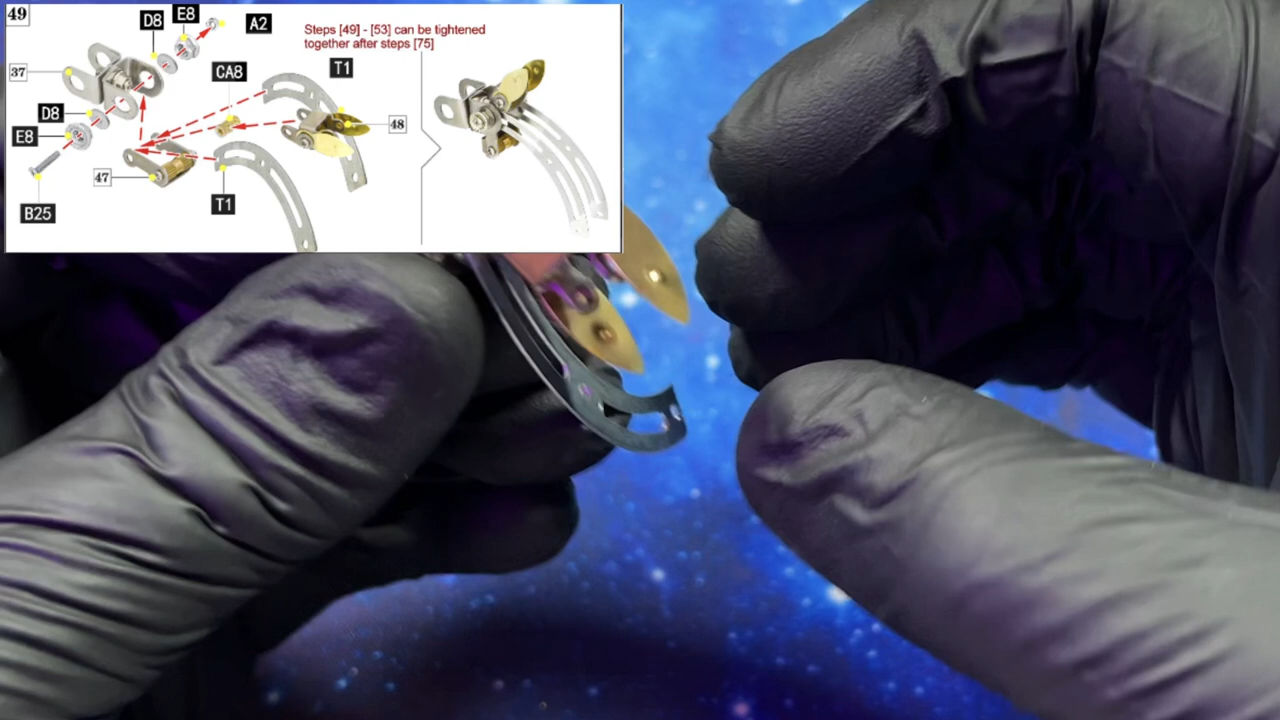 49
D8
E8
A2
Steps [49] - [53] can be tightened
together after steps [75]
37
CA8
T1
D8
48
E8
47
T1
B25